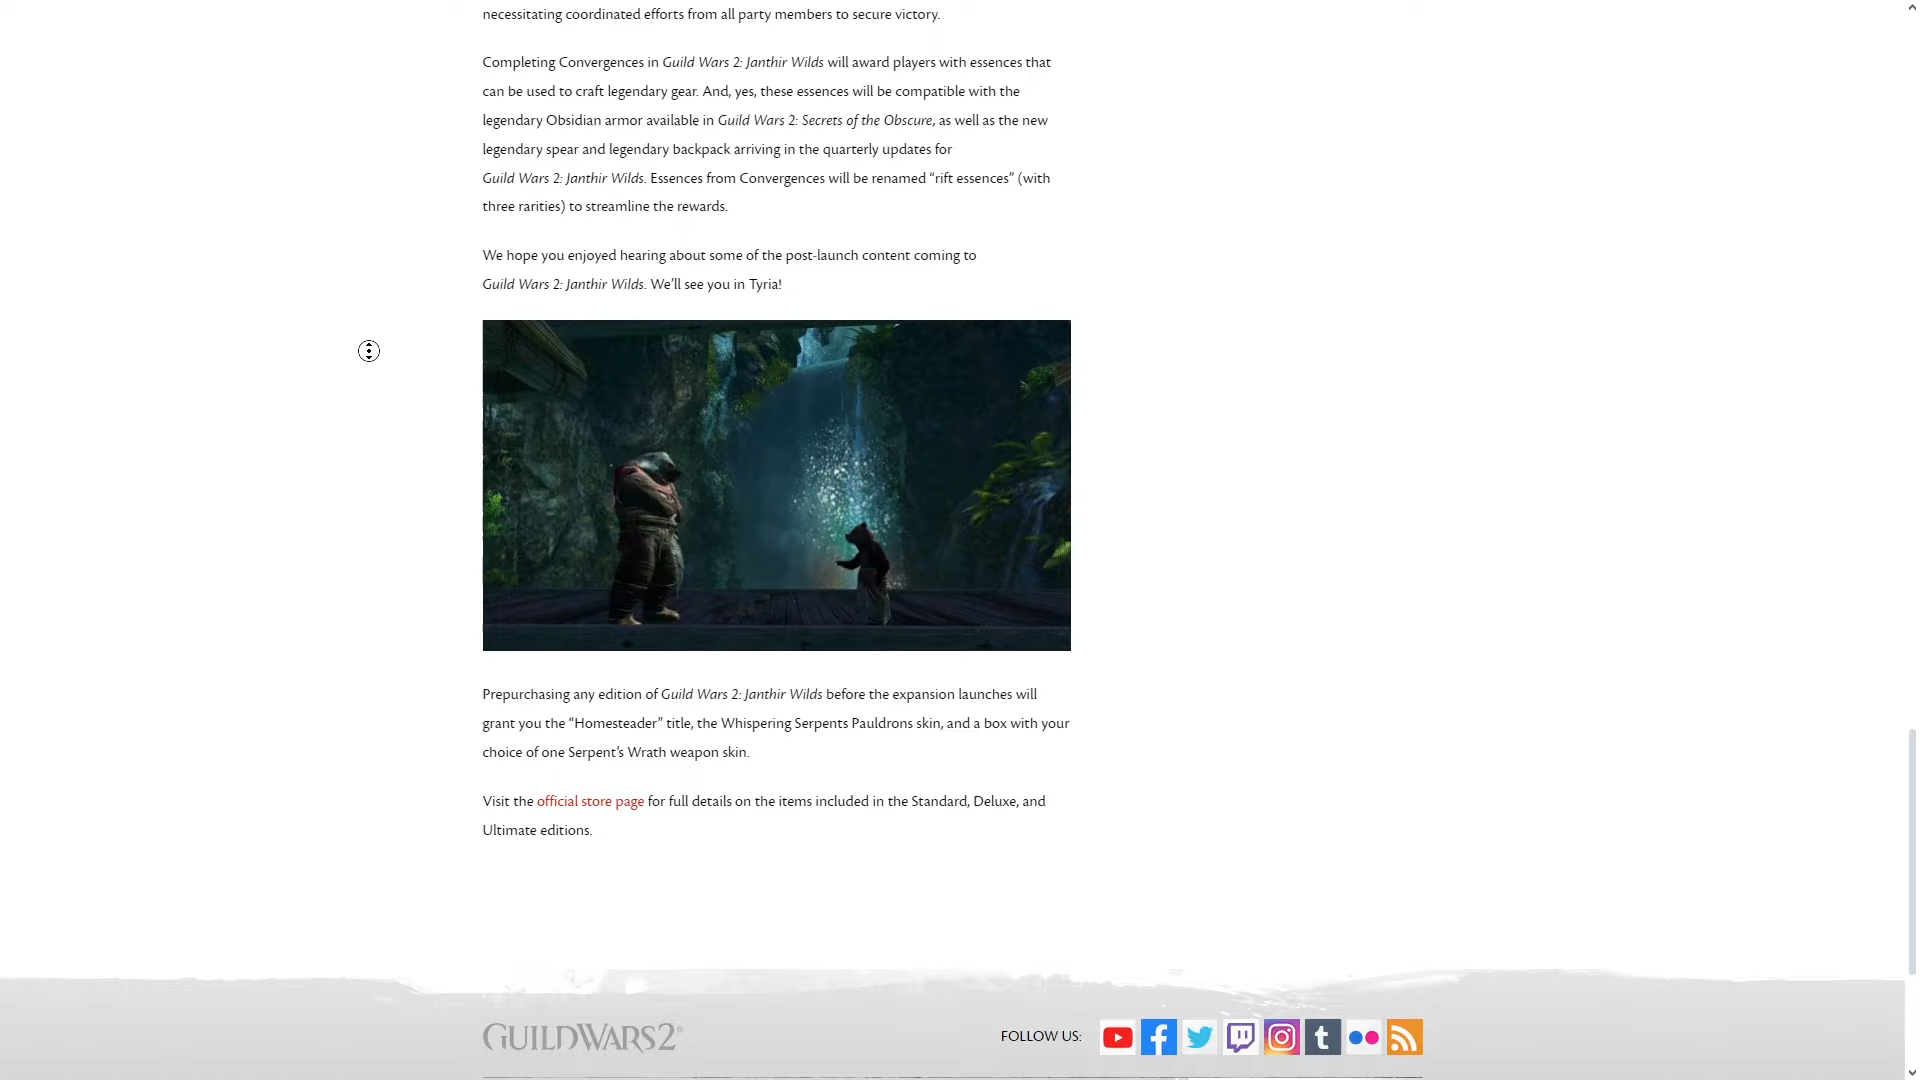 necessitating coordinated efforts from all party members to secure victory.
Completing Convergences in Guild Wars 2: Janthir Wilds will award players with essences that
can be used to craft legendary gear. And, yes, these essences will be compatible with the
legendary Obsidian armor available in Guild Wars 2: Secrets of the Obscure, as well as the new
legendary spear and legendary backpack arriving in the quarterly updates for
Guild Wars 2: Janthir Wilds. Essences from Convergences will be renamed “rift essences” (with
three rarities) to streamline the rewards.
We hope you enjoyed hearing about some of the post-launch content coming to
Guild Wars 2: Janthir Wilds. We’ll see you in Tyria!
Prepurchasing any edition of Guild Wars 2: Janthir Wilds before the expansion launches will
grant you the “Homesteader” title, the Whispering Serpents Pauldrons skin, and a box with your
choice of one Serpent’s Wrath weapon skin.
Visit the official store page for full details on the items included in the Standard, Deluxe, and
Ultimate editions.
GUILDWARS2®
FOLLOW US: